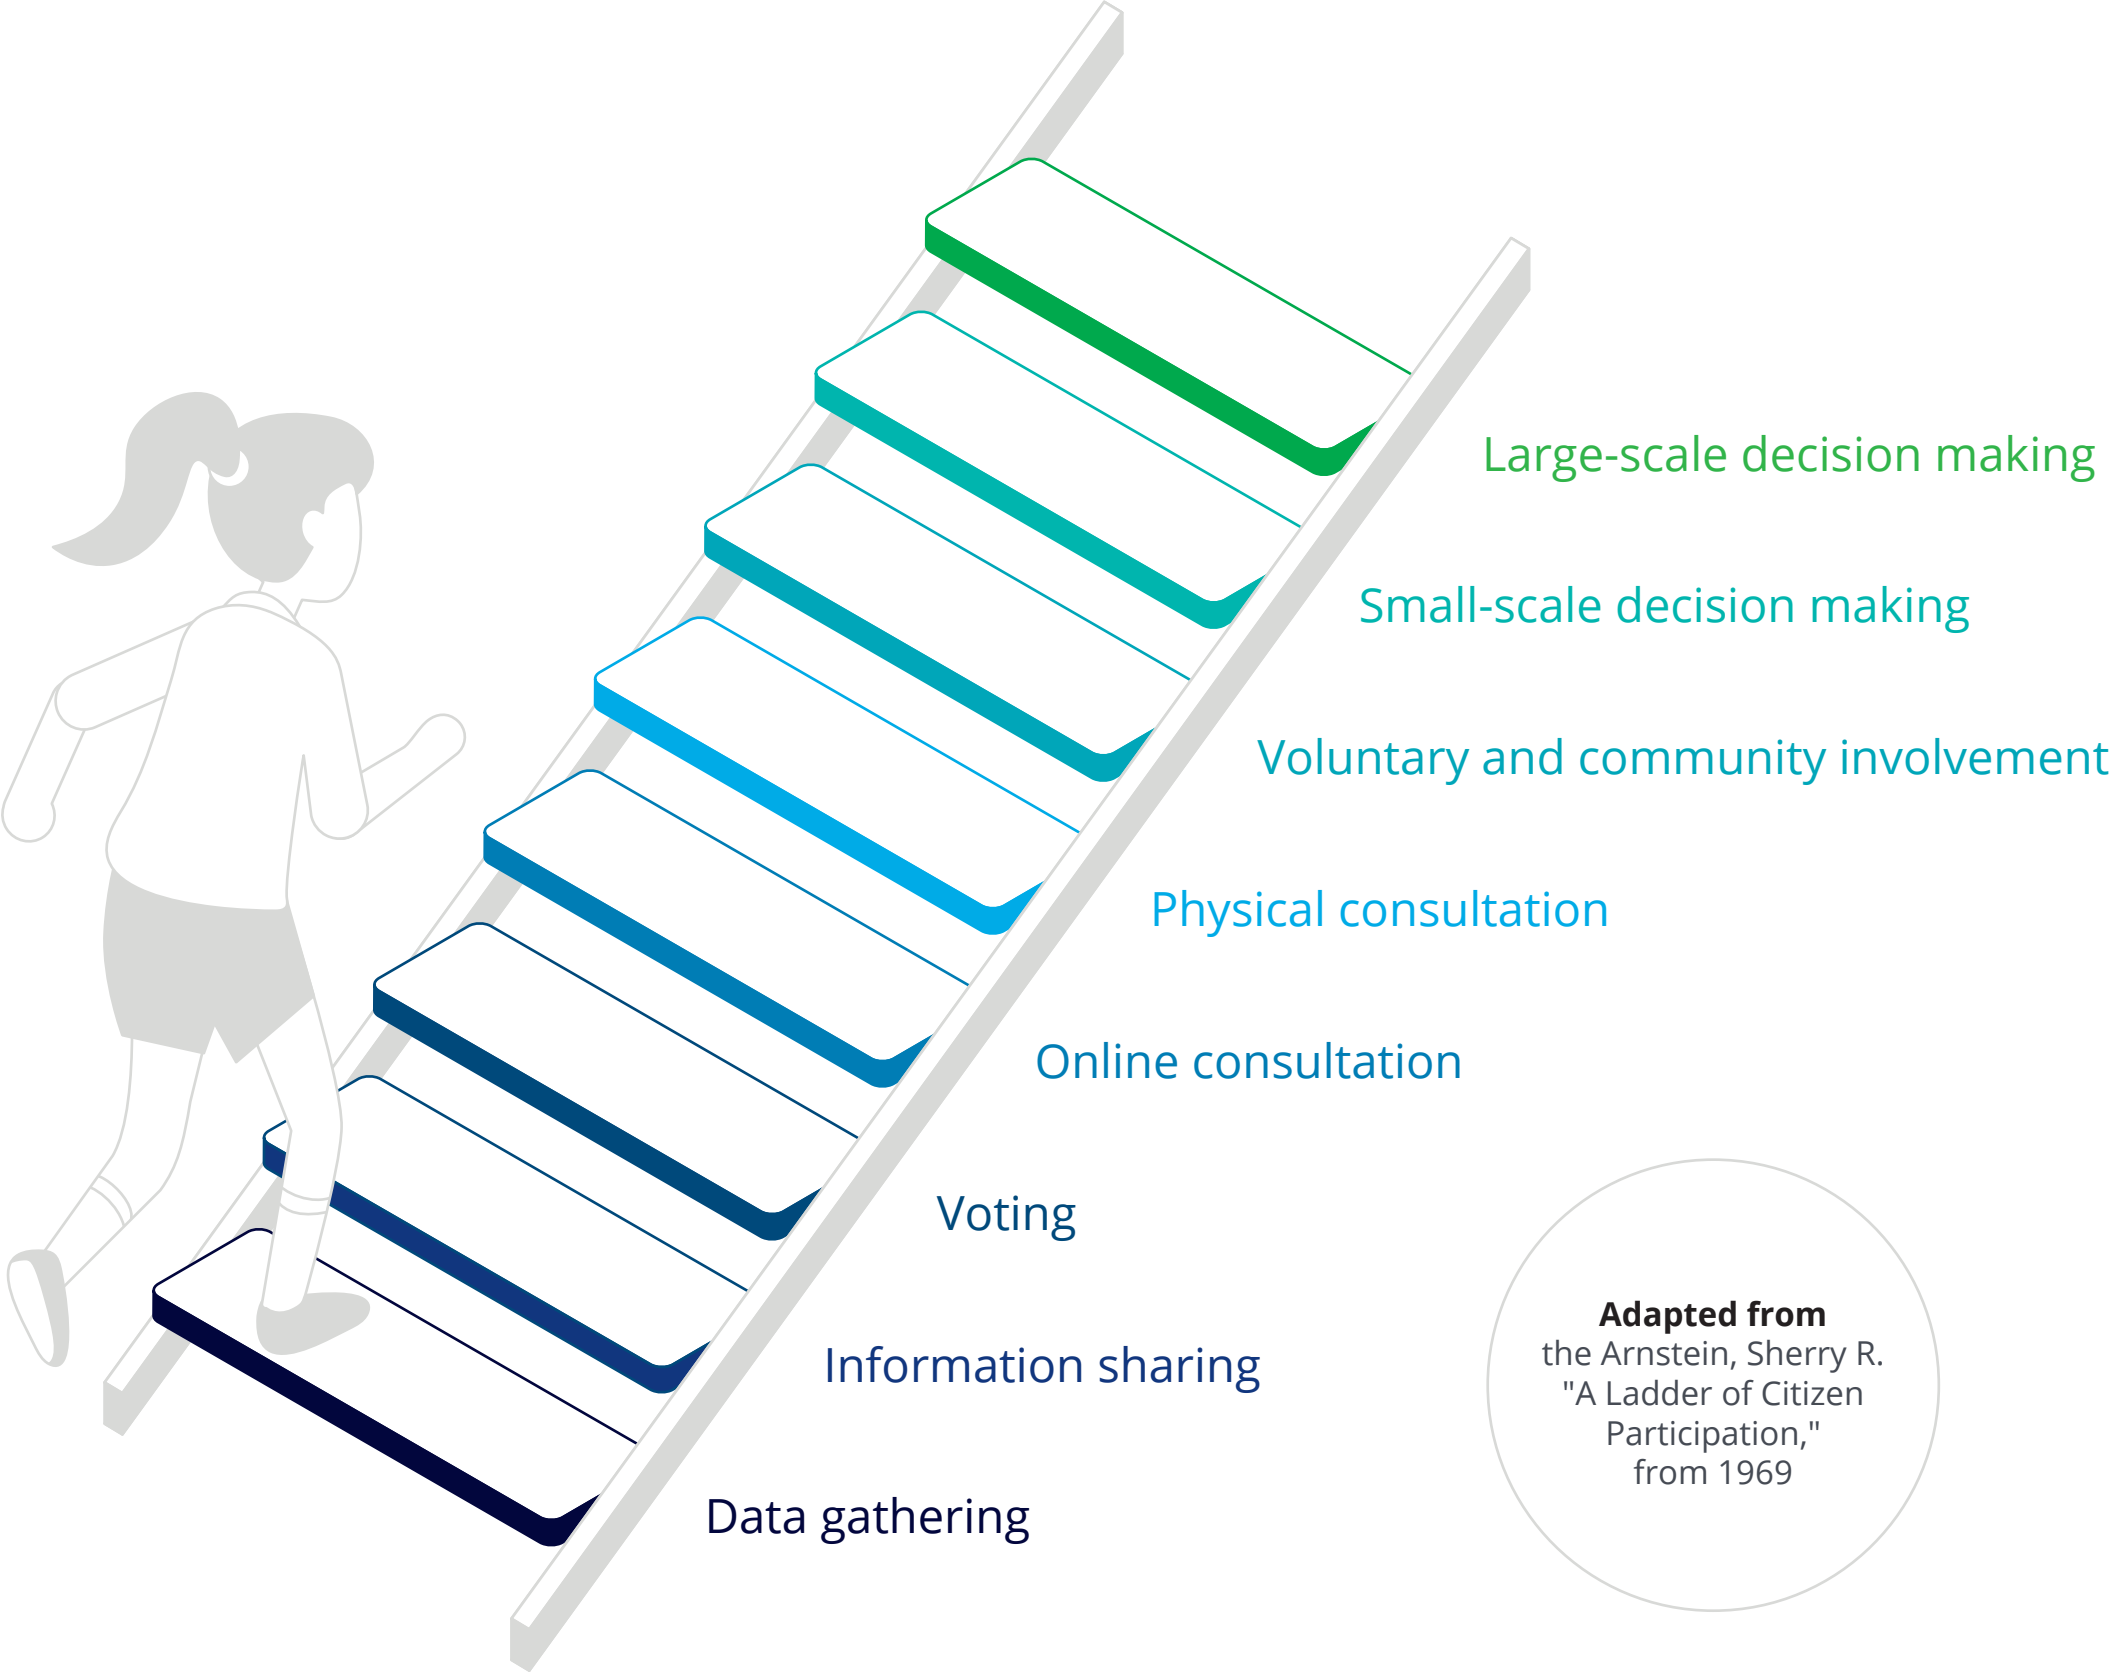 Large-scale decision making
Small-scale decision making
Voluntary and community involvement
Physical consultation
Online consultation
Voting
Information sharing
Data gathering
Adapted from
the Arnstein, Sherry R.
"A Ladder of Citizen
Participation,"
from 1969